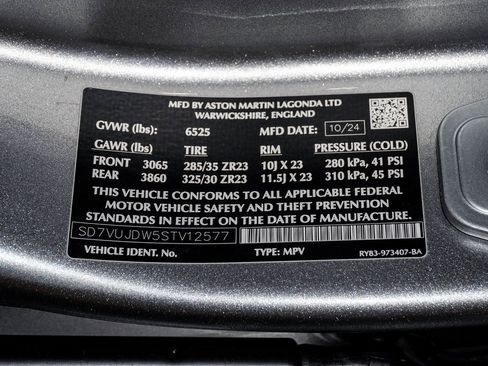 MFD BY ASTON MARTIN LAGONDA LTD
WARWICKSHIRE, ENGLAND
GVWR (lbs): 6525 MFD DATE: 10/24
GAWR (lbs): TIRE RIM PRESSURE (COLD)
FRONT 3065 285/35 ZR23 10J X 23 280 kPa, 41 PSI
REAR 3860 325/30 ZR23 11.5J X 23 310 kPa, 45 PSI
THIS VEHICLE CONFORMS TO ALL APPLICABLE FEDERAL
MOTOR VEHICLE SAFETY AND THEFT PREVENTION
STANDARDS IN EFFECT ON THE DATE OF MANUFACTURE.
SD7VUJDW5STV12577
VEHICLE IDENT. No. TYPE: MPV RY83-973407-BA